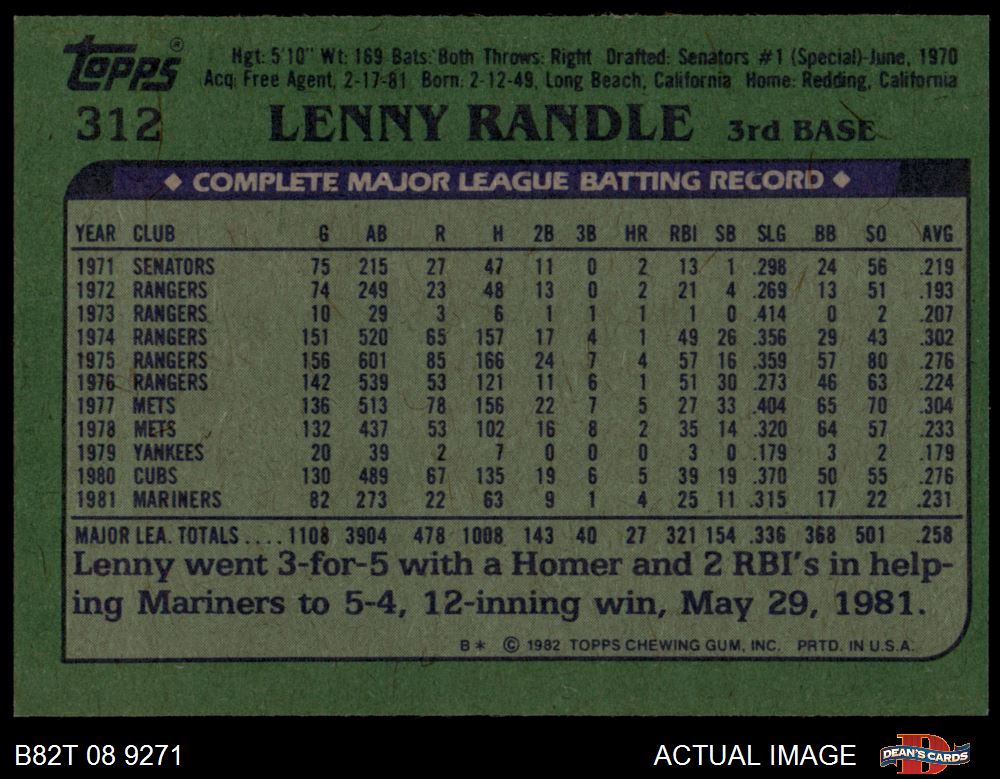 Topps®
Hgt: 5'10" Wt: 169 Bats: Both Throws: Right Drafted: Senators #1 (Special)-June, 1970
Acq: Free Agent, 2-17-81 Born: 2-12-49, Long Beach, California Home: Redding, California
312 LENNY RANDLE 3rd BASE
◆ COMPLETE MAJOR LEAGUE BATTING RECORD ◆
YEAR CLUB G AB R H 2B 3B HR RBI SB SLG BB SO AVG
1971 SENATORS 75 215 27 47 11 0 2 13 1 .298 24 56 .219
1972 RANGERS 74 249 23 48 13 0 2 21 4 .269 13 51 .193
1973 RANGERS 10 29 3 6 1 1 1 1 0 .414 0 2 .207
1974 RANGERS 151 520 65 157 17 4 1 49 26 .356 29 43 .302
1975 RANGERS 156 601 85 166 24 7 4 57 16 .359 57 80 .276
1976 RANGERS 142 539 53 121 11 6 1 51 30 .273 46 63 .224
1977 METS 136 513 78 156 22 7 5 27 33 .404 65 70 .304
1978 METS 132 437 53 102 16 8 2 35 14 .320 64 57 .233
1979 YANKEES 20 39 2 7 0 0 0 3 0 .179 3 2 .179
1980 CUBS 130 489 67 135 19 6 5 39 19 .370 50 55 .276
1981 MARINERS 82 273 22 63 9 1 4 25 11 .315 17 22 .231
MAJOR LEA. TOTALS .... 1108 3904 478 1008 143 40 27 321 154 .336 368 501 .258
Lenny went 3-for-5 with a Homer and 2 RBI's in help-
ing Mariners to 5-4, 12-inning win, May 29, 1981.
B* © 1982 TOPPS CHEWING GUM, INC. PRTD. IN U.S.A.
B82T 08 9271 ACTUAL IMAGE DEAN'S CARDS